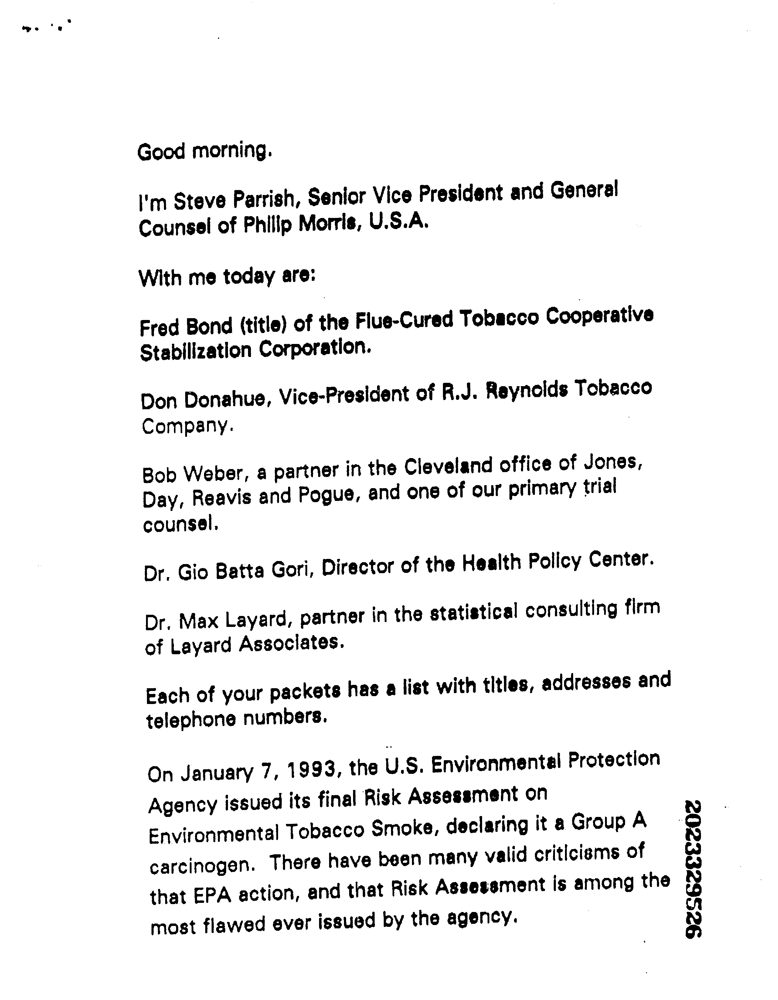 Good morning.
I'm Steve Parrish, Senior Vice President and General
Counsel of Philip Morris, U.S.A.
With me today are:
Fred Bond (title) of the Flue-Cured Tobacco Cooperative
Stabilization Corporation.
Don Donahue, Vice-President of R.J. Reynolds Tobacco
Company.
Bob Weber, a partner in the Cleveland office of Jones,
Day, Reavis and Pogue, and one of our primary trial
counsel.
Dr. Gio Batta Gori, Director of the Health Policy Center.
Dr. Max Layard, partner in the statistical consulting firm
of Layard Associates.
Each of your packets has a list with titles, addresses and
telephone numbers.
On January 7, 1993, the U.S. Environmental Protection
Agency issued its final Risk Assessment on
Environmental Tobacco Smoke, declaring it a Group A
carcinogen. There have been many valid criticisms of
that EPA action, and that Risk Assessment is among the
most flawed ever issued by the agency.
2023329526